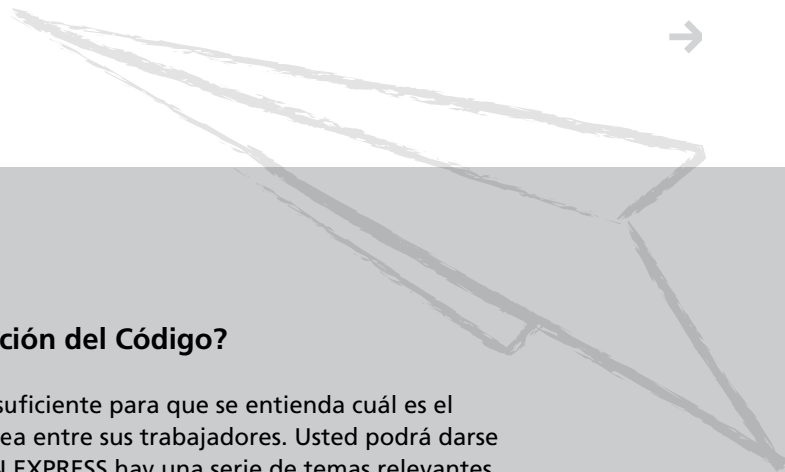 ción del Código?
suficiente para que se entienda cuál es el
ea entre sus trabajadores. Usted podrá darse
EXPRESS hay una serie de temas relevantes